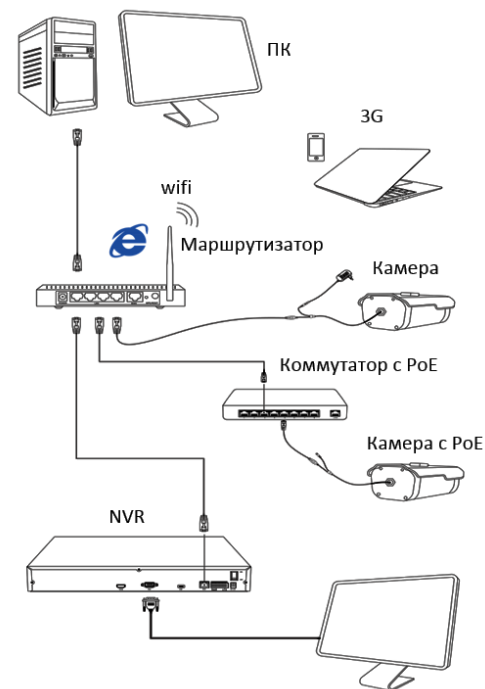 ПК
3G
wifi
Маршрутизатор
Камера
Коммутатор с PoE
Камера с PoE
NVR